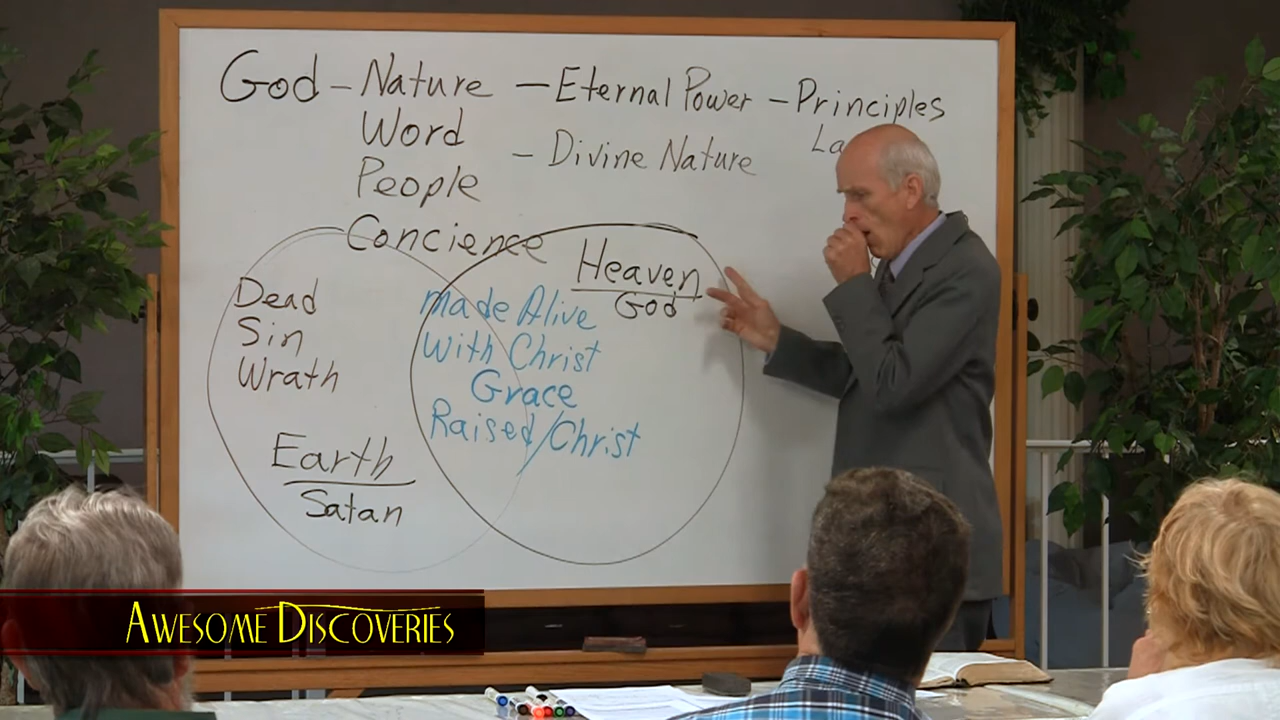 God - Nature - Eternal Power - Principles
Word
- Divine Nature
People
Concience
Heaven
God
Dead
Sin
Wrath
made Alive
With Christ
Grace
Raised/Christ
Earth
Satan
AWESOME DISCOVERIES